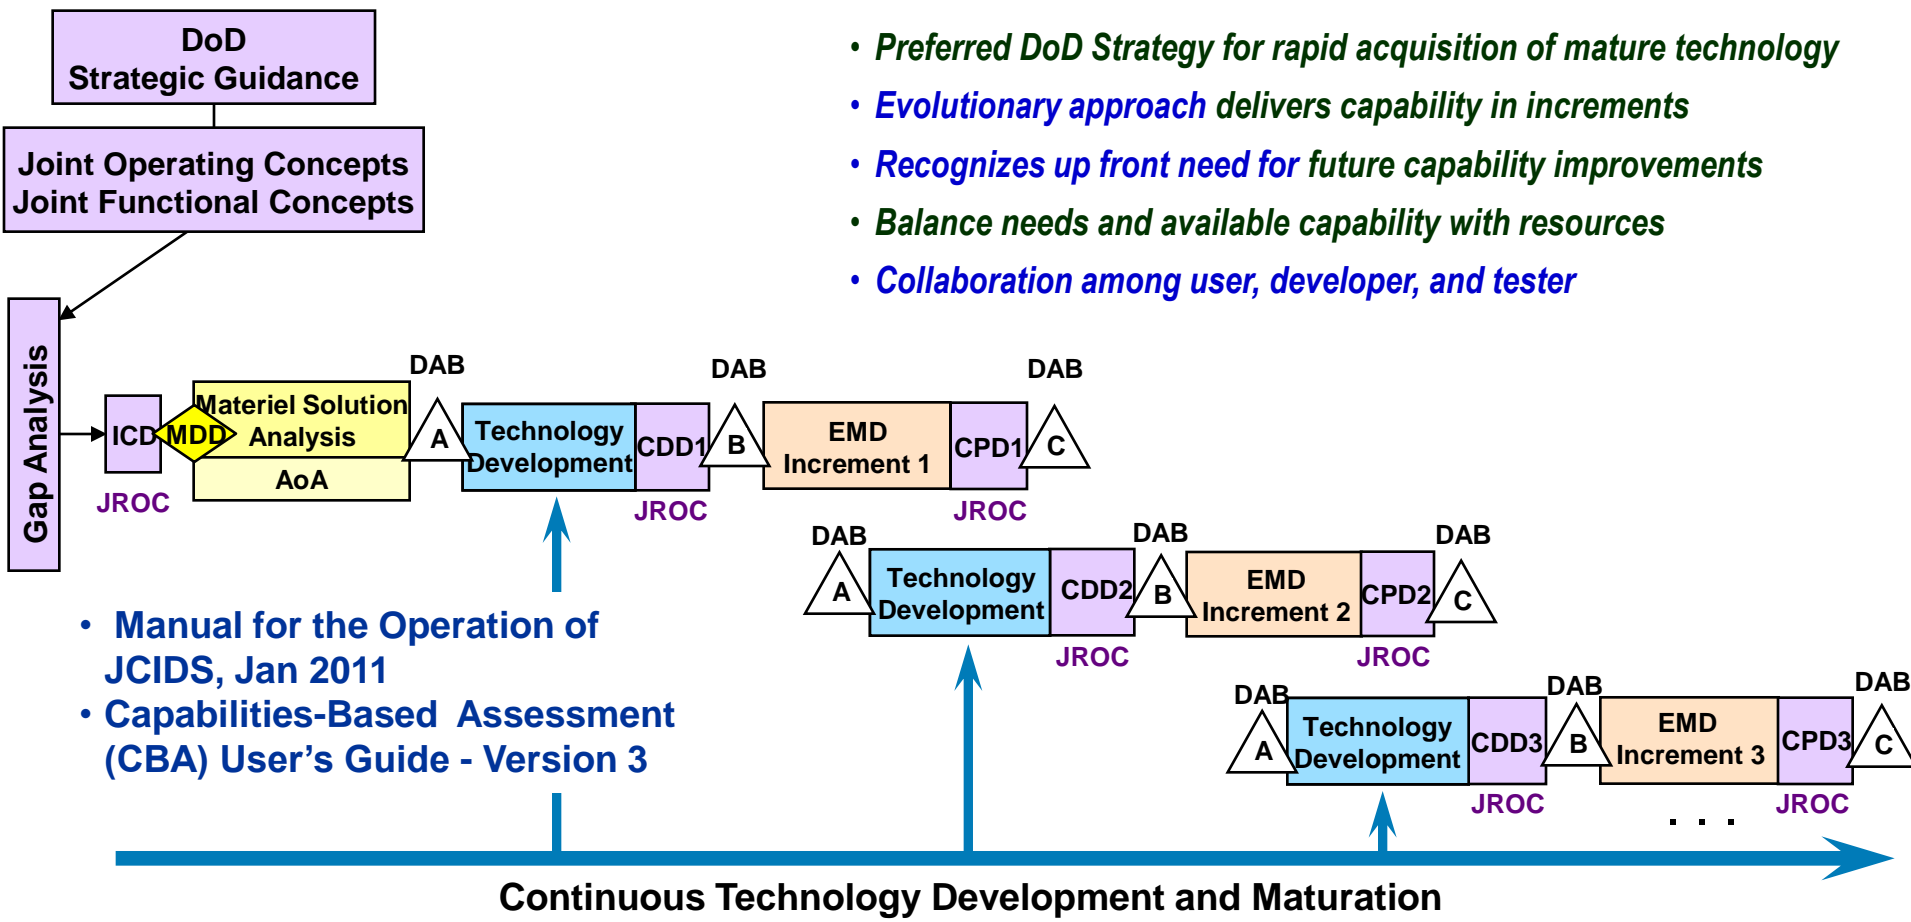 DoD
Strategic Guidance
Joint Operating Concepts
Joint Functional Concepts
• Preferred DoD Strategy for rapid acquisition of mature technology
• Evolutionary approach delivers capability in increments
• Recognizes up front need for future capability improvements
• Balance needs and available capability with resources
• Collaboration among user, developer, and tester
Gap Analysis
ICD
JROC
MDD
Materiel Solution
Analysis
AoA
DAB
A
Technology
Development
CDD1
JROC
DAB
B
EMD
Increment 1
CPD1
JROC
DAB
C
DAB
A
Technology
Development
CDD2
JROC
DAB
B
EMD
Increment 2
CPD2
JROC
DAB
C
DAB
A
Technology
Development
CDD3
JROC
DAB
B
EMD
Increment 3
CPD3
JROC
DAB
C
. . .
• Manual for the Operation of
JCIDS, Jan 2011
• Capabilities-Based Assessment
(CBA) User’s Guide - Version 3
Continuous Technology Development and Maturation